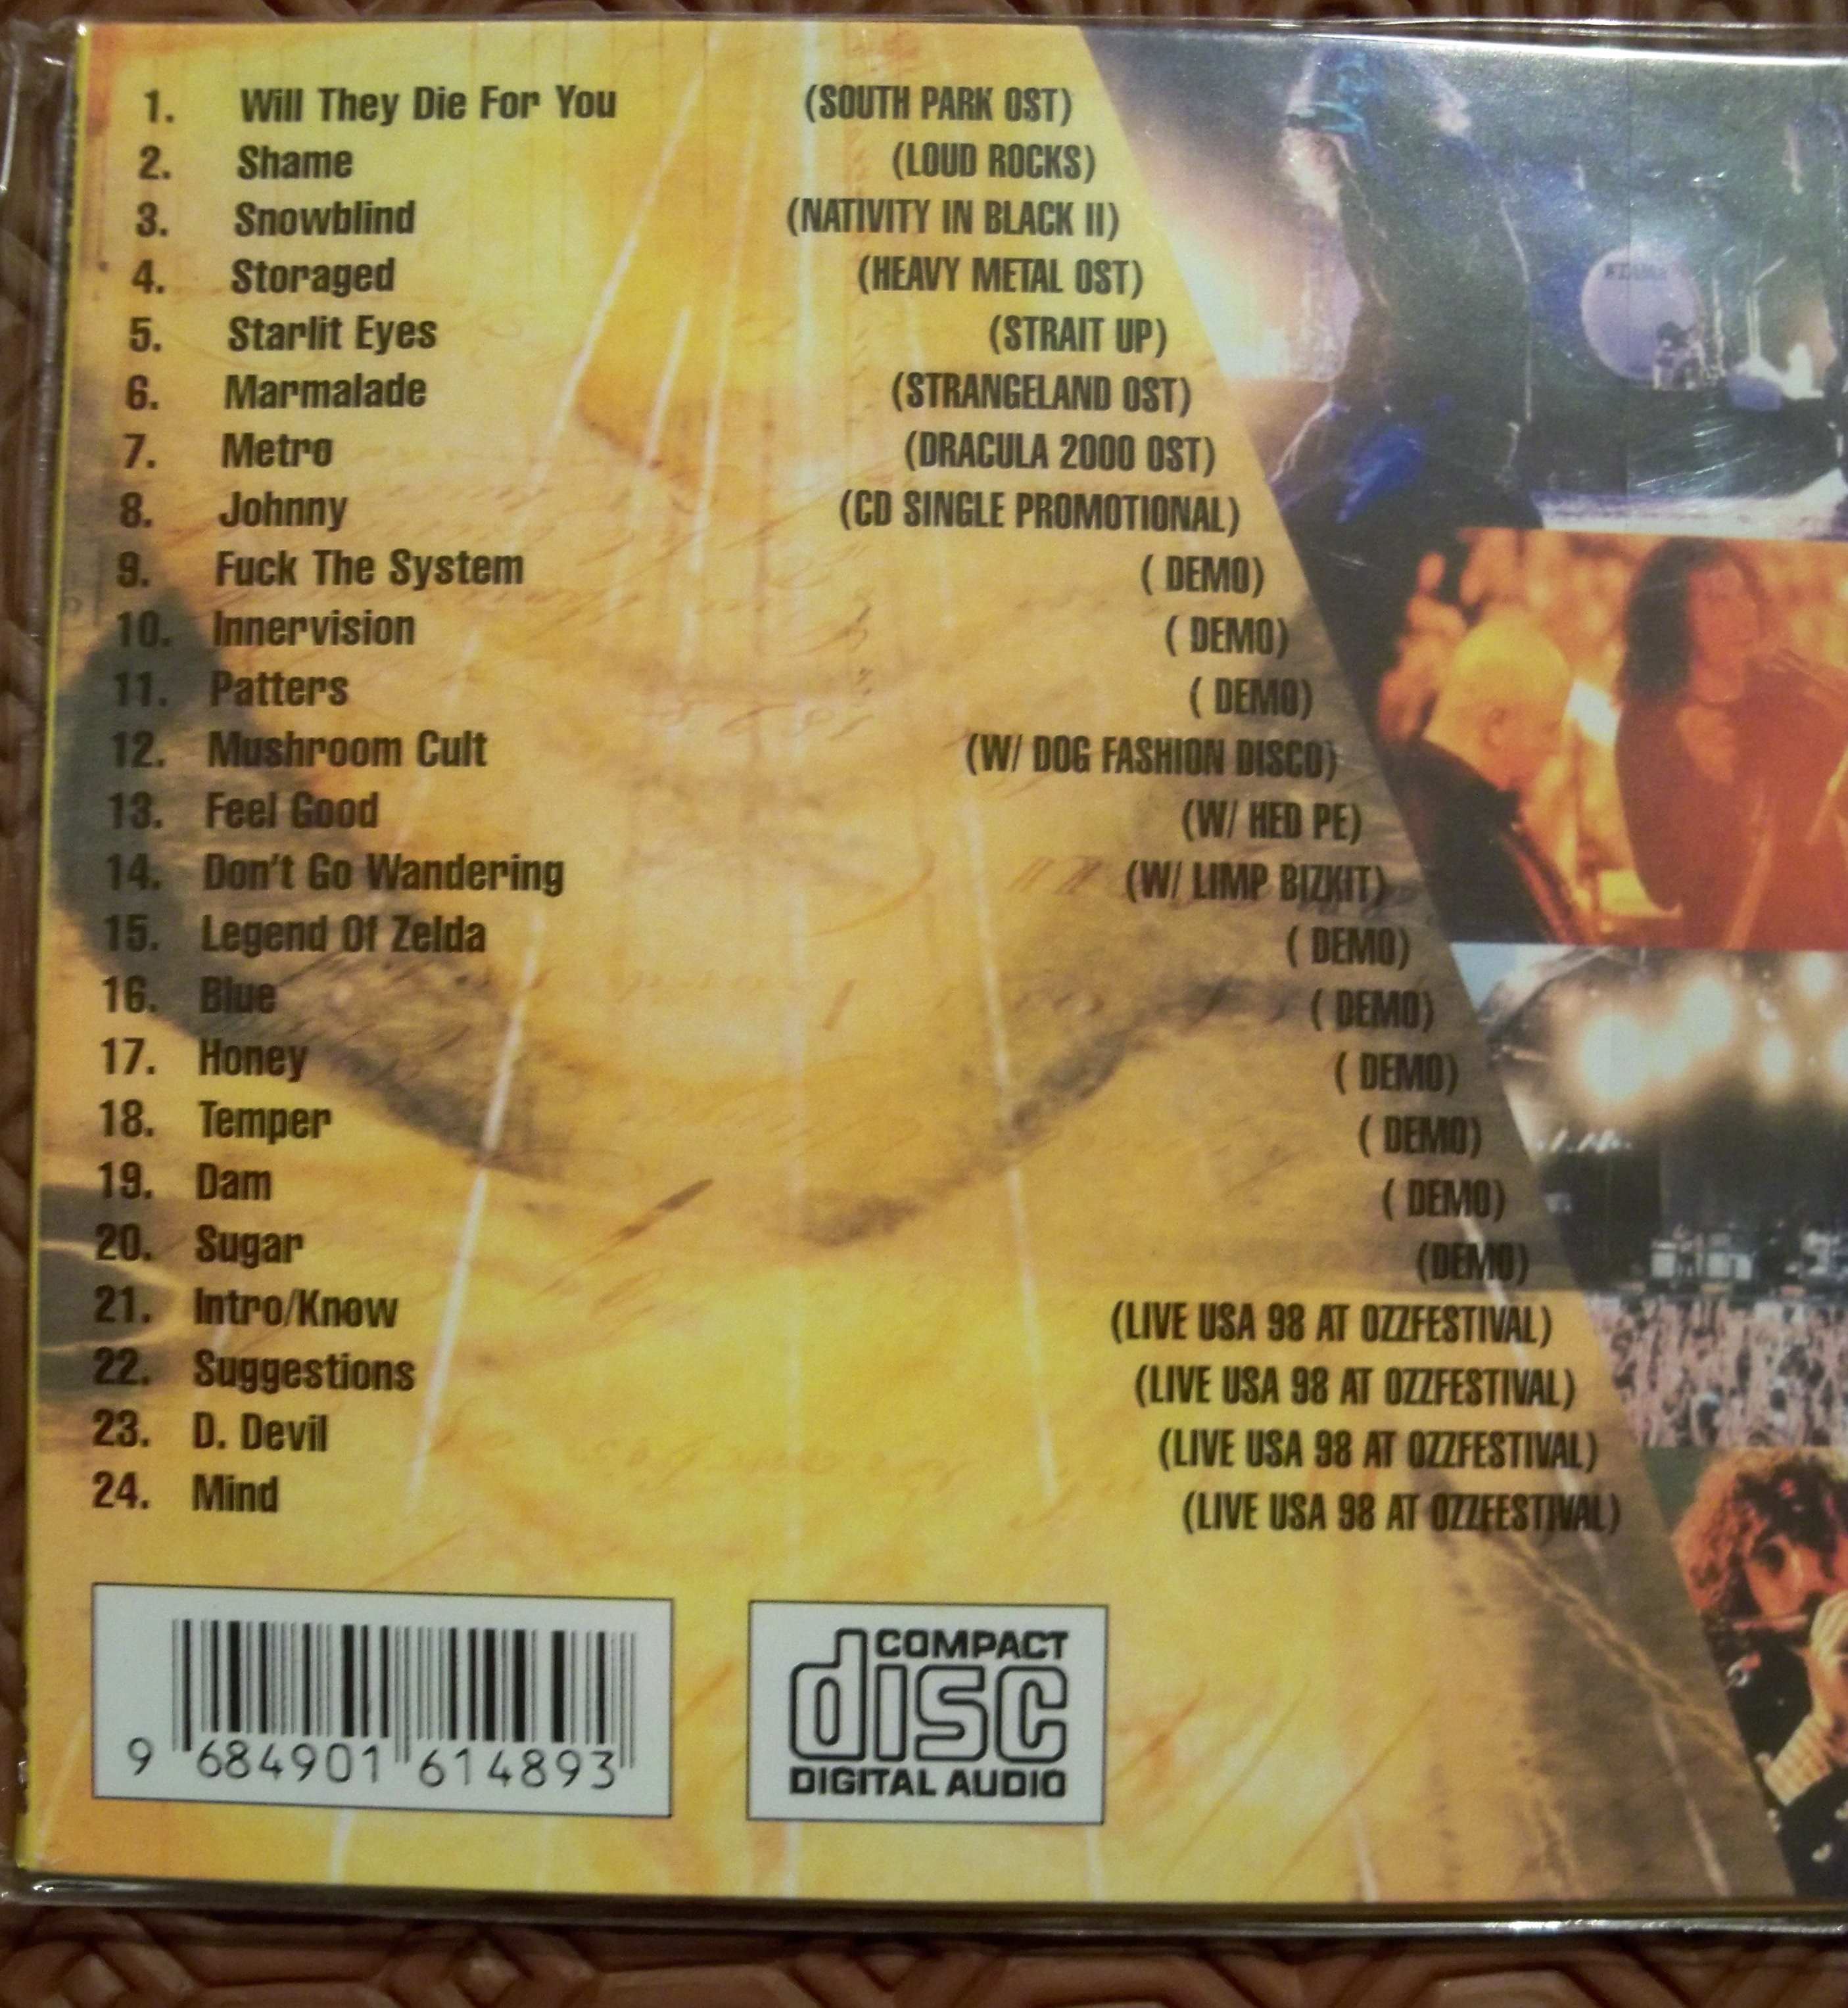 1. Will They Die For You (SOUTH PARK OST)
2. Shame (LOUD ROCKS)
3. Snowblind (NATIVITY IN BLACK II)
4. Storaged (HEAVY METAL OST)
5. Starlit Eyes (STRAIT UP)
6. Marmalade (STRANGELAND OST)
7. Metro (DRACULA 2000 OST)
8. Johnny (CD SINGLE PROMOTIONAL)
9. Fuck The System ( DEMO)
10. Innervision ( DEMO)
11. Patters ( DEMO)
12. Mushroom Cult (W/ DOG FASHION DISCO)
13. Feel Good (W/ HED PE)
14. Don't Go Wandering (W/ LIMP BIZKIT)
15. Legend Of Zelda ( DEMO)
16. Blue ( DEMO)
17. Honey ( DEMO)
18. Temper ( DEMO)
19. Dam ( DEMO)
20. Sugar (DEMO)
21. Intro/Know (LIVE USA 98 AT OZZFESTIVAL)
22. Suggestions (LIVE USA 98 AT OZZFESTIVAL)
23. D. Devil (LIVE USA 98 AT OZZFESTIVAL)
24. Mind (LIVE USA 98 AT OZZFESTIVAL)
9 684901 614893
COMPACT
disc
DIGITAL AUDIO
TAMA